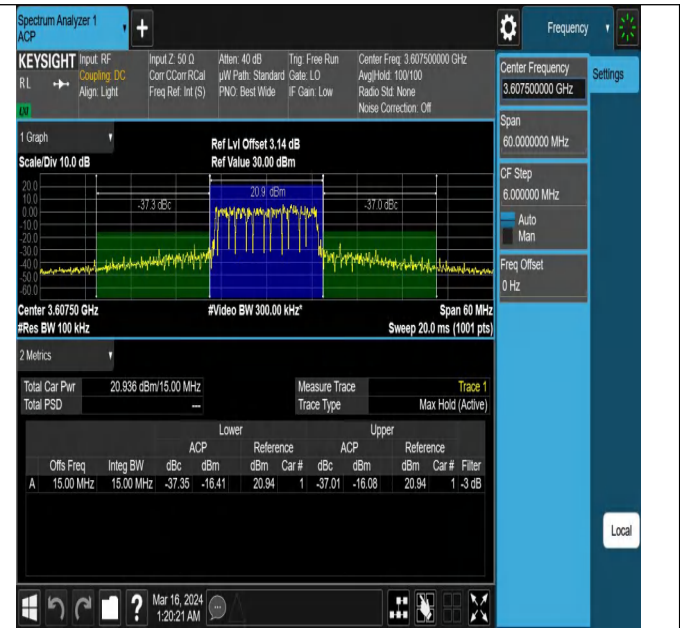 Spectrum Analyzer 1
ACP
Frequency
KEYSIGHT Input: RF Input Z: 50 Ω Atten: 40 dB Trig: Free Run Center Freq: 3.607500000 GHz
RL Coupling: DC Corr CCorr RCal µW Path: Standard Gate: LO Avg|Hold: 100/100
Align: Light Freq Ref: Int (S) PNO: Best Wide IF Gain: Low Radio Std: None
Noise Correction: Off
LXI
Center Frequency
3.607500000 GHz
Settings
Span
60.0000000 MHz
CF Step
6.000000 MHz
Auto
Man
Freq Offset
0 Hz
1 Graph
Ref Lvl Offset 3.14 dB
Scale/Div 10.0 dB Ref Value 30.00 dBm
20.0
10.0
0.00
-10.0
-20.0
-30.0
-40.0
-50.0
-60.0
-37.3 dBc 20.9 dBm -37.0 dBc
Center 3.60750 GHz #Video BW 300.00 kHz* Span 60 MHz
#Res BW 100 kHz Sweep 20.0 ms (1001 pts)
2 Metrics
Total Car Pwr 20.936 dBm/15.00 MHz Measure Trace Trace 1
Total PSD --- Trace Type Max Hold (Active)
Lower Upper
ACP Reference ACP Reference
Offs Freq Integ BW dBc dBm dBm Car # dBc dBm dBm Car # Filter
A 15.00 MHz 15.00 MHz -37.35 -16.41 20.94 1 -37.01 -16.08 20.94 1 -3 dB
Local
?
Mar 16, 2024
1:20:21 AM